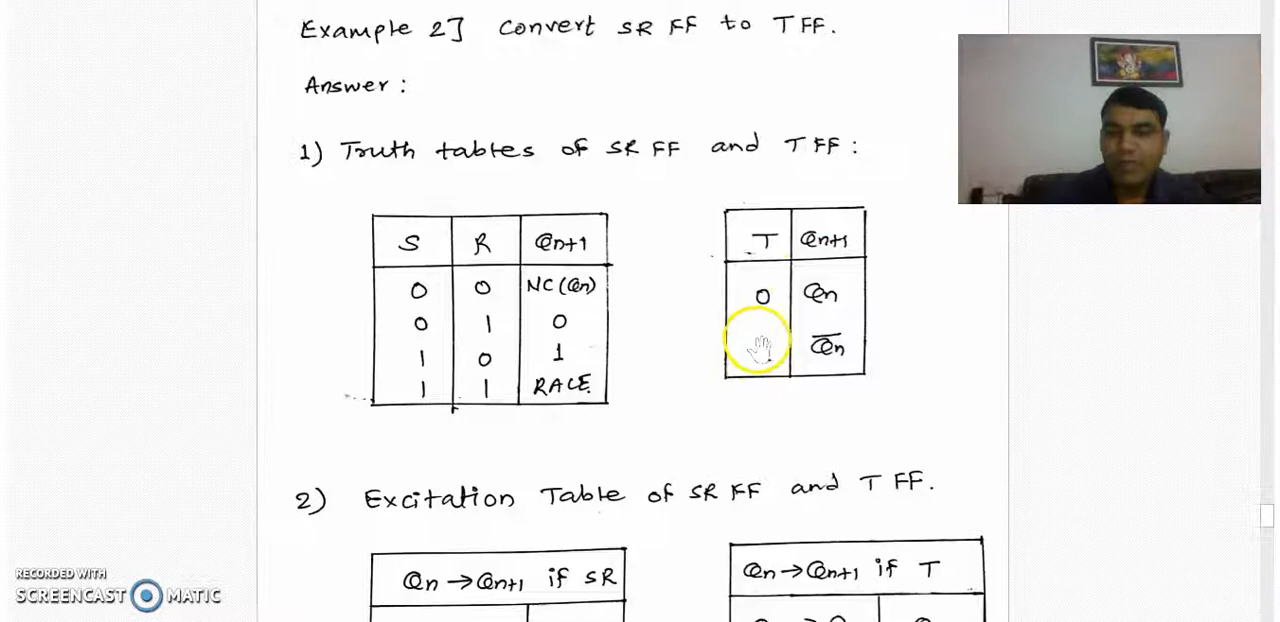 Example 2] Convert SR FF to T FF.
Answer :
1) Truth tables of SR FF and T FF :
S R Qn+1
0 0 NC (Qn)
0 1 0
1 0 1
1 1 RACE
T Qn+1
0 Qn
Q̅n
2) Excitation Table of SR FF and T FF.
Qn → Qn+1 if SR
Qn → Qn+1 if T
RECORDED WITH
SCREENCAST MATIC